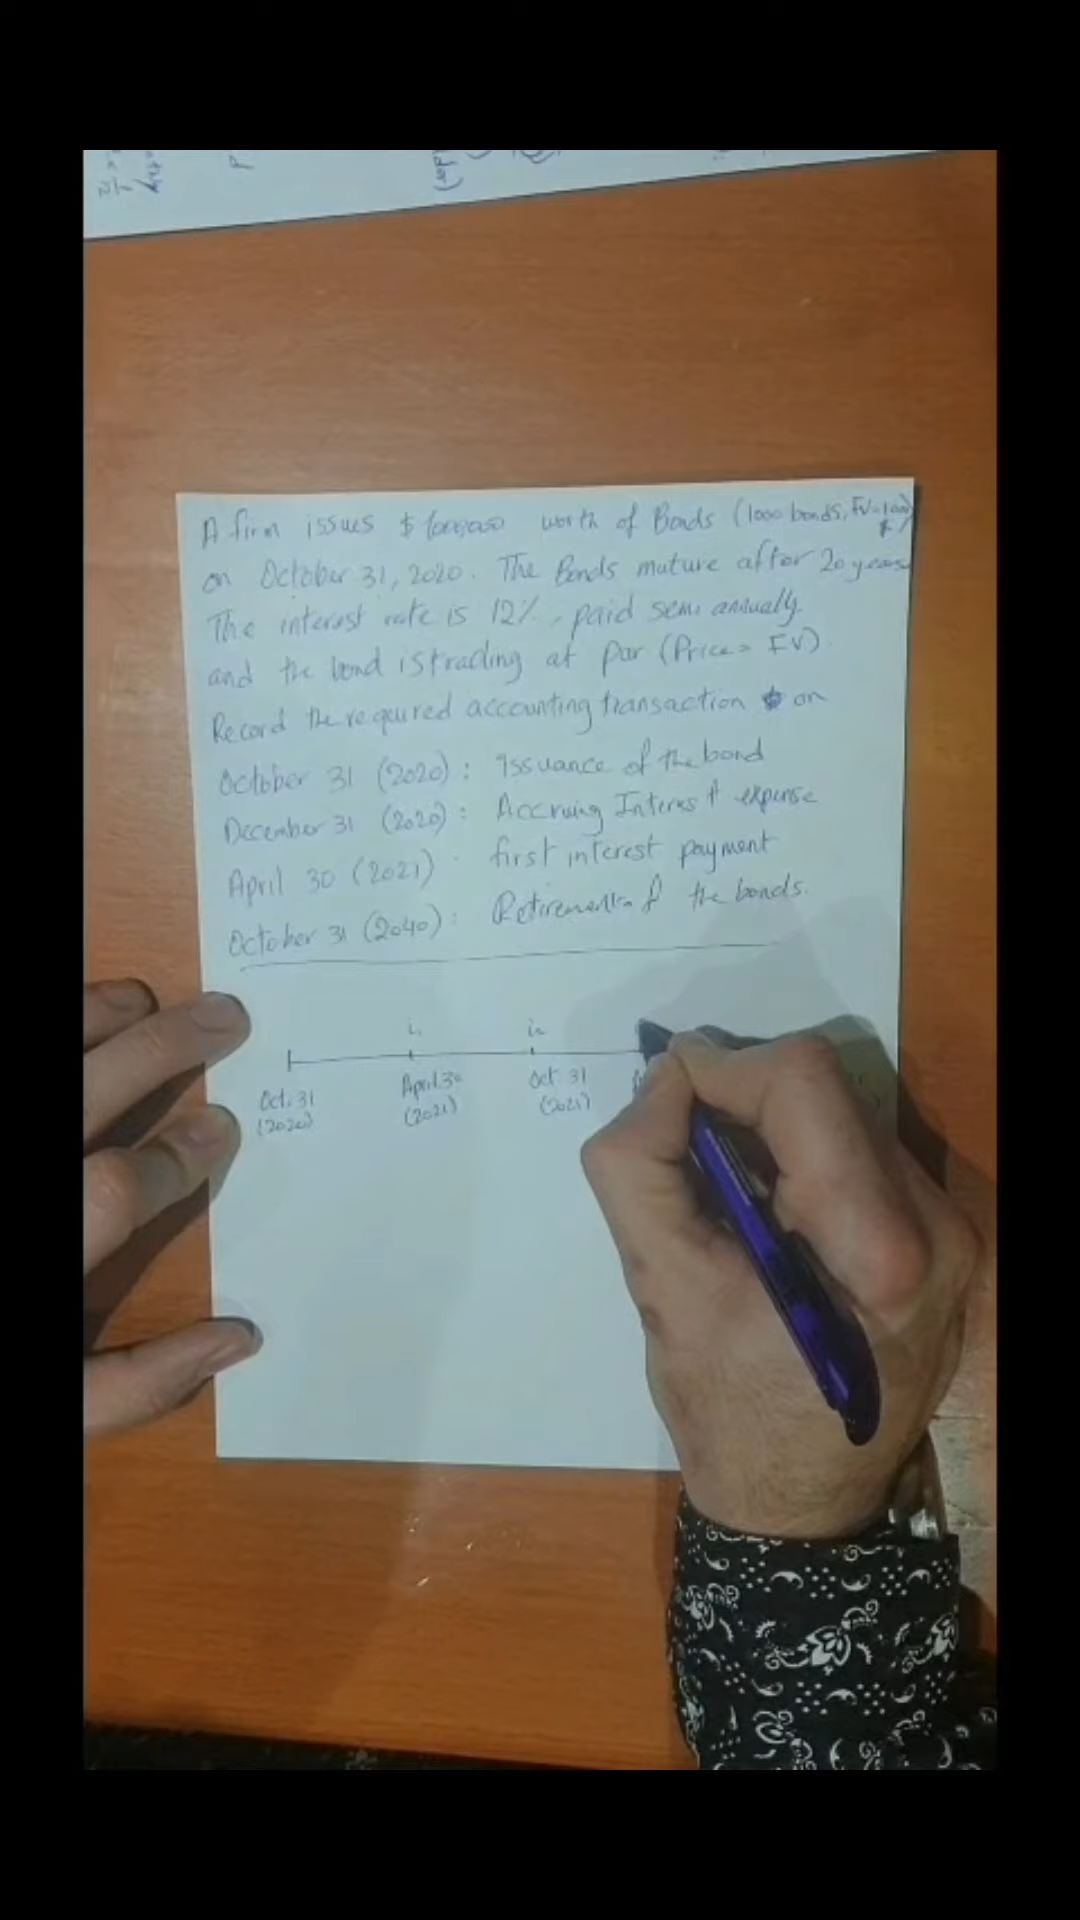 A firm issues $ worth of Bonds (1000 bonds, FV=
on October 31, 2020. The Bonds mature after 20 years
The interest rate is 12%, paid semi annually.
and the bond is trading at par (Price = FV).
Record the required accounting transaction on
October 31 (2020): Issuance of the bond
December 31 (2020): Accruing Interest expense
April 30 (2021): first interest payment
October 31 (2040): Retirement of the bonds.
i₁ i₂
Oct. 31 April 30 Oct 31
(2020) (2021) (2021)